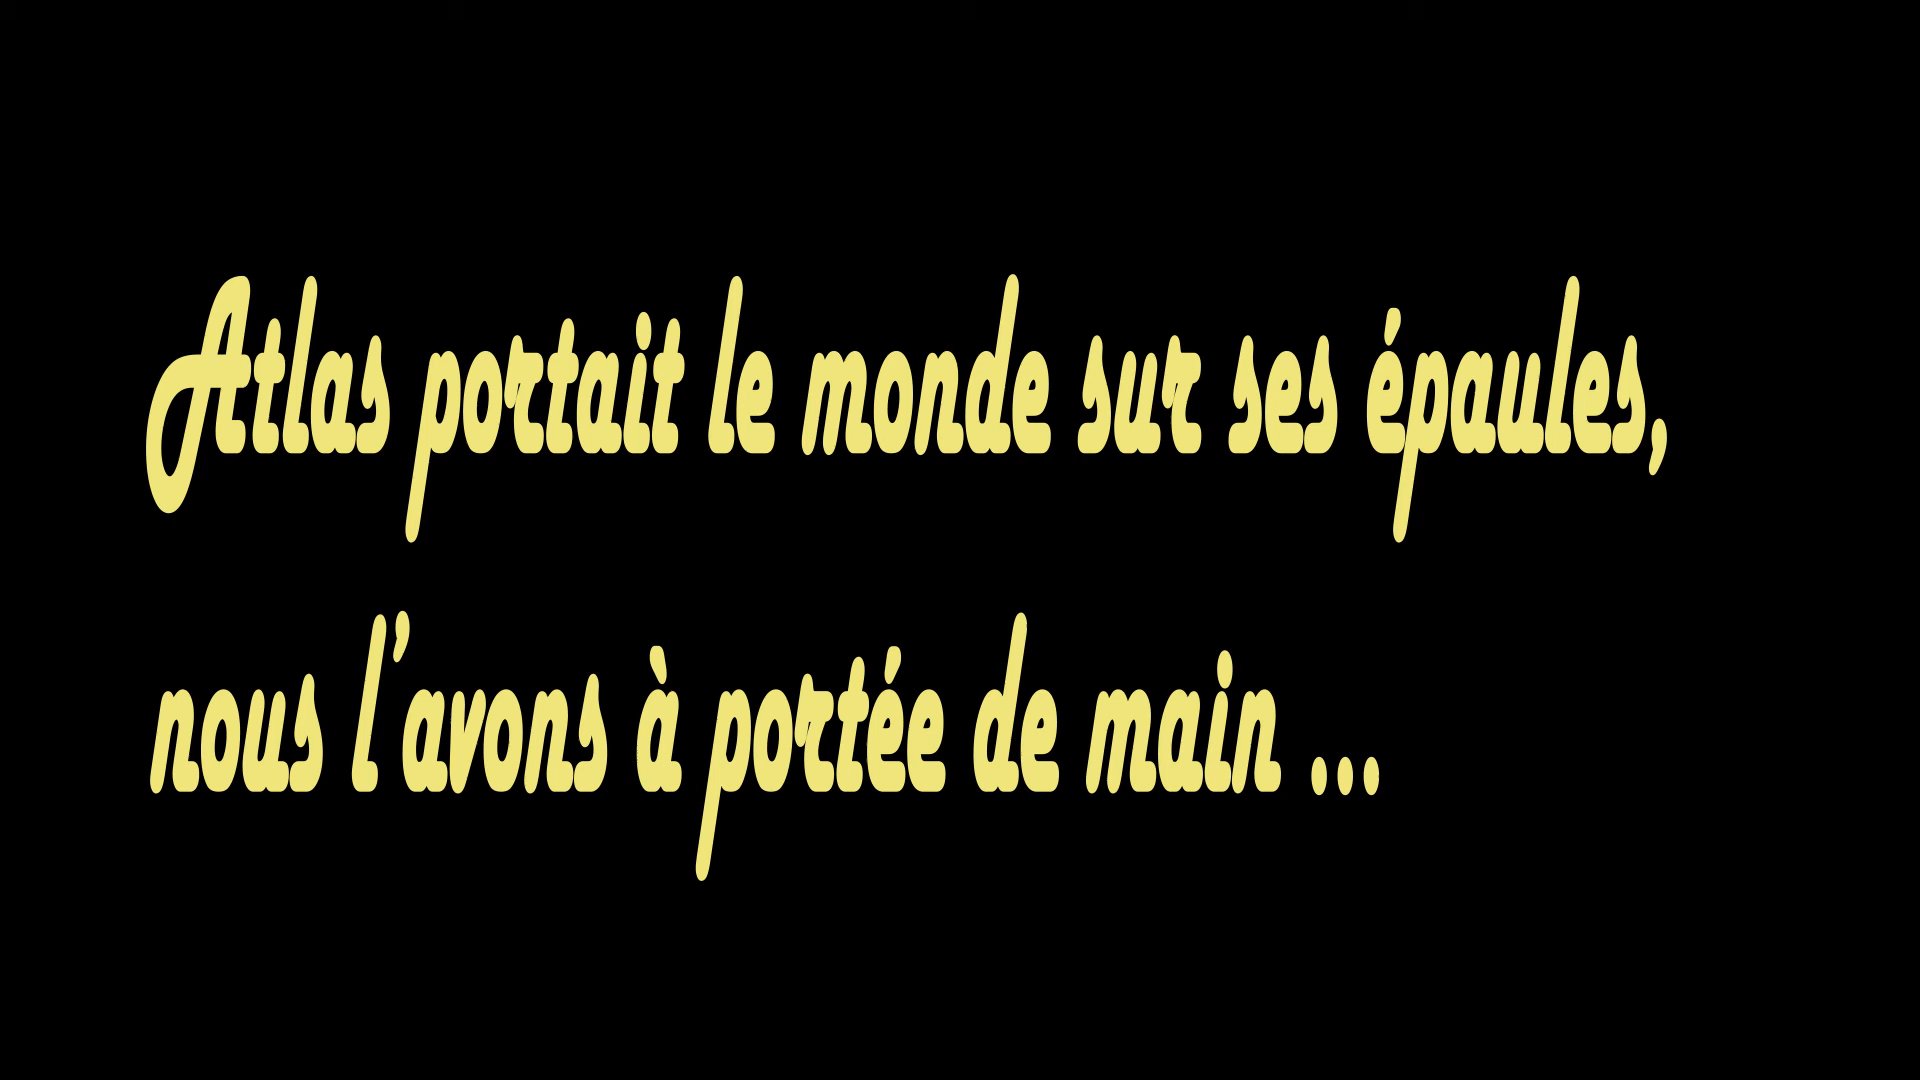 Atlas portait le monde sur ses épaules,
nous l'avons à portée de main ...